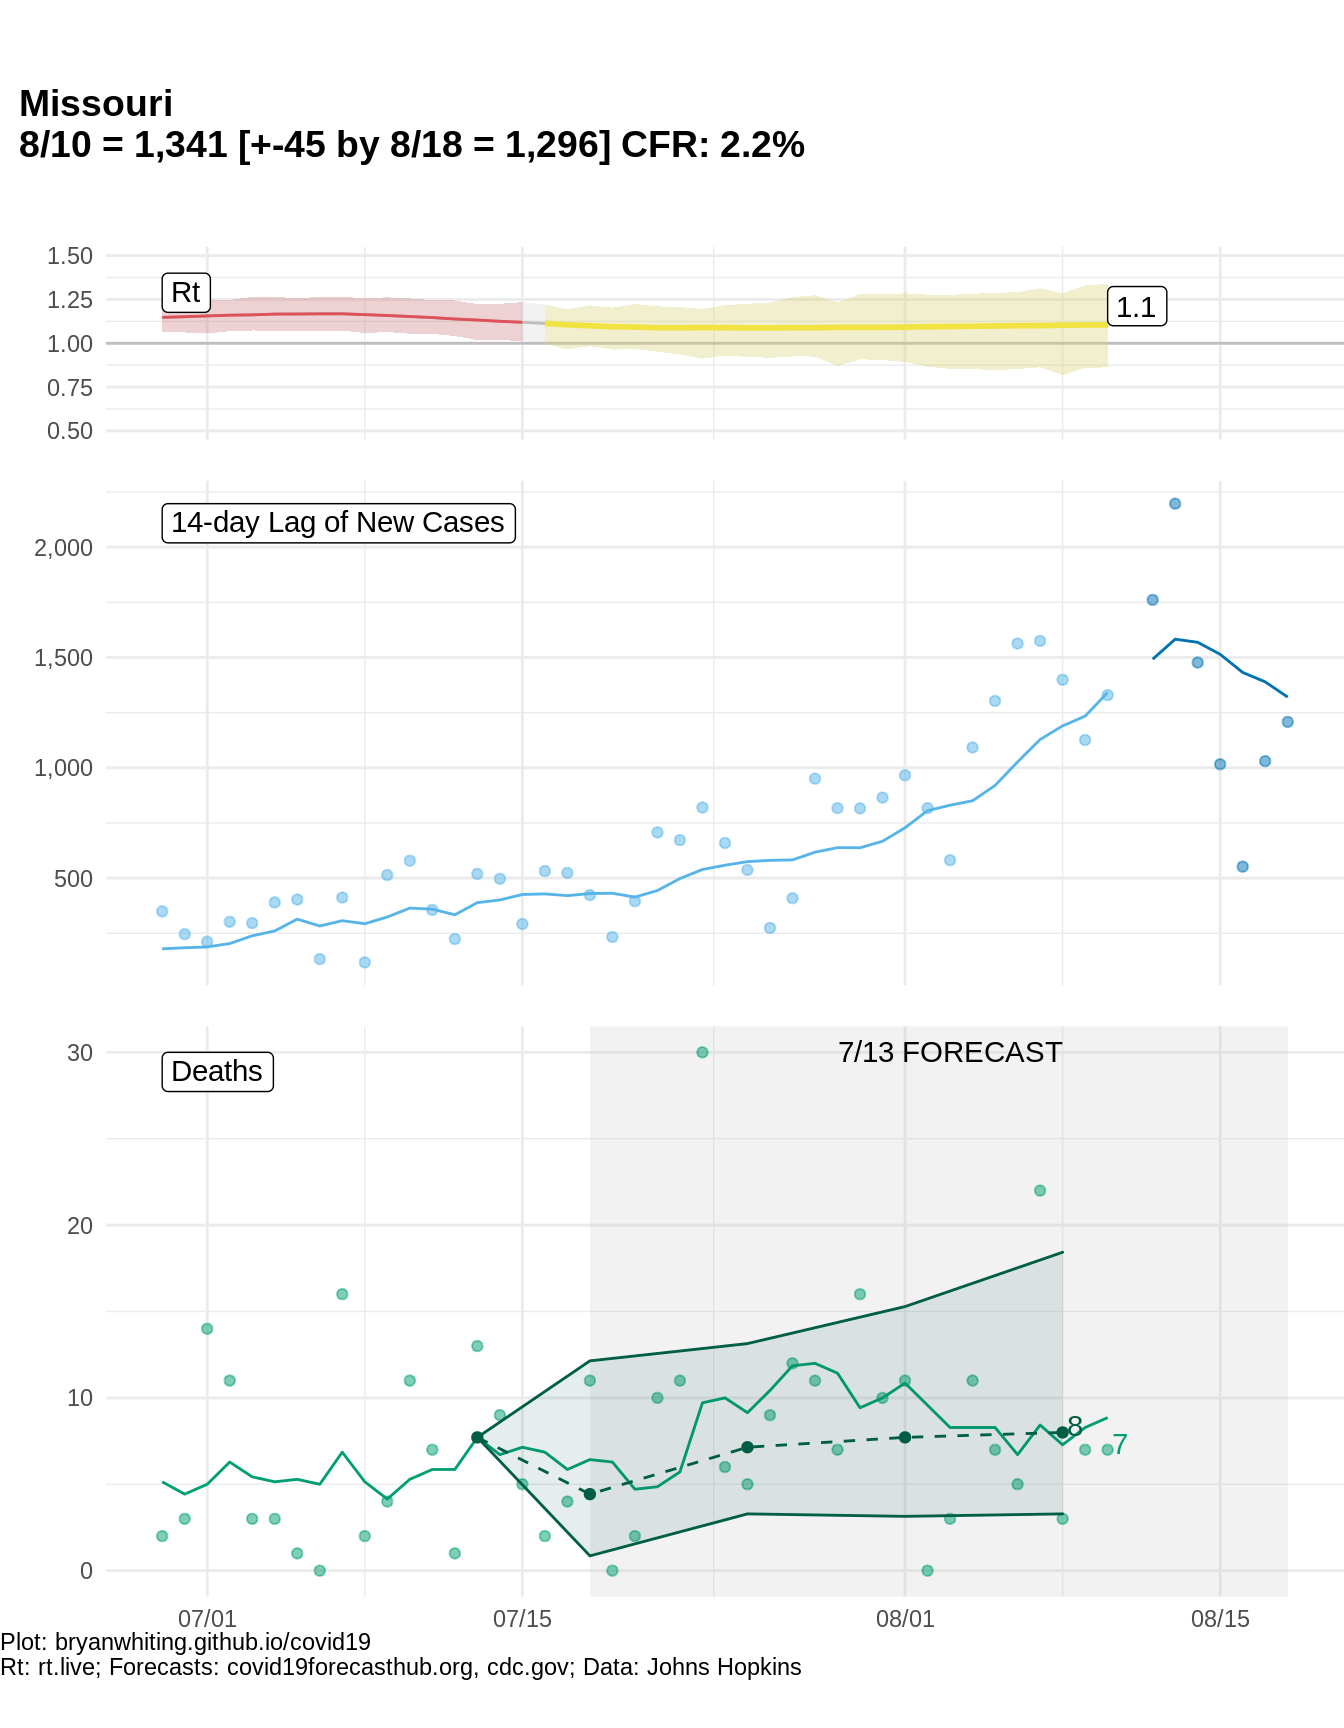 Missouri
8/10 = 1,341 [+-45 by 8/18 = 1,296] CFR: 2.2%
1.50
1.25
1.00
0.75
0.50
Rt
1.1
14-day Lag of New Cases
2,000
1,500
1,000
500
Deaths
7/13 FORECAST
30
20
10
0
8
7
07/01
07/15
08/01
08/15
Plot: bryanwhiting.github.io/covid19
Rt: rt.live; Forecasts: covid19forecasthub.org, cdc.gov; Data: Johns Hopkins